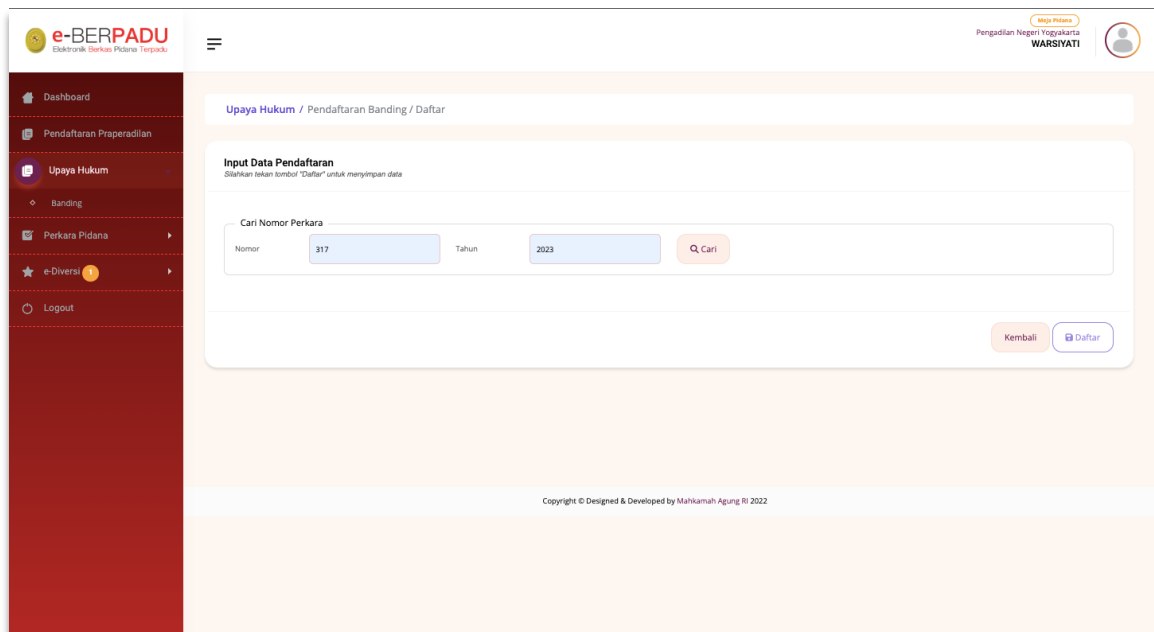 e-BERPADU
Elektronik Berkas Pidana Terpadu
Meja Pidana
Pengadilan Negeri Yogyakarta
WARSIYATI
Dashboard
Pendaftaran Praperadilan
Upaya Hukum
Banding
Perkara Pidana
e-Diversi 1
Logout
Upaya Hukum / Pendaftaran Banding / Daftar
Input Data Pendaftaran
Silahkan tekan tombol "Daftar" untuk menyimpan data
Cari Nomor Perkara
Nomor 317 Tahun 2023 Cari
Kembali Daftar
Copyright © Designed & Developed by Mahkamah Agung RI 2022